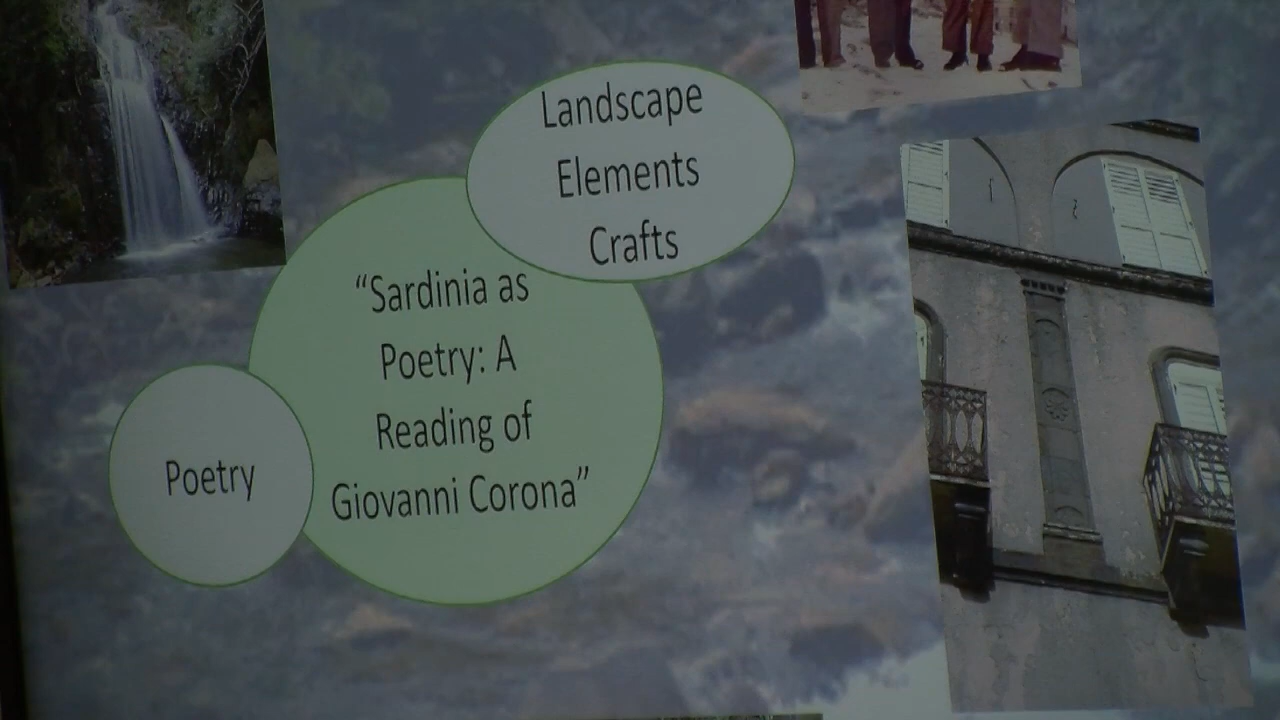 Landscape
Elements
Crafts
“Sardinia as
Poetry: A
Reading of
Giovanni Corona”
Poetry